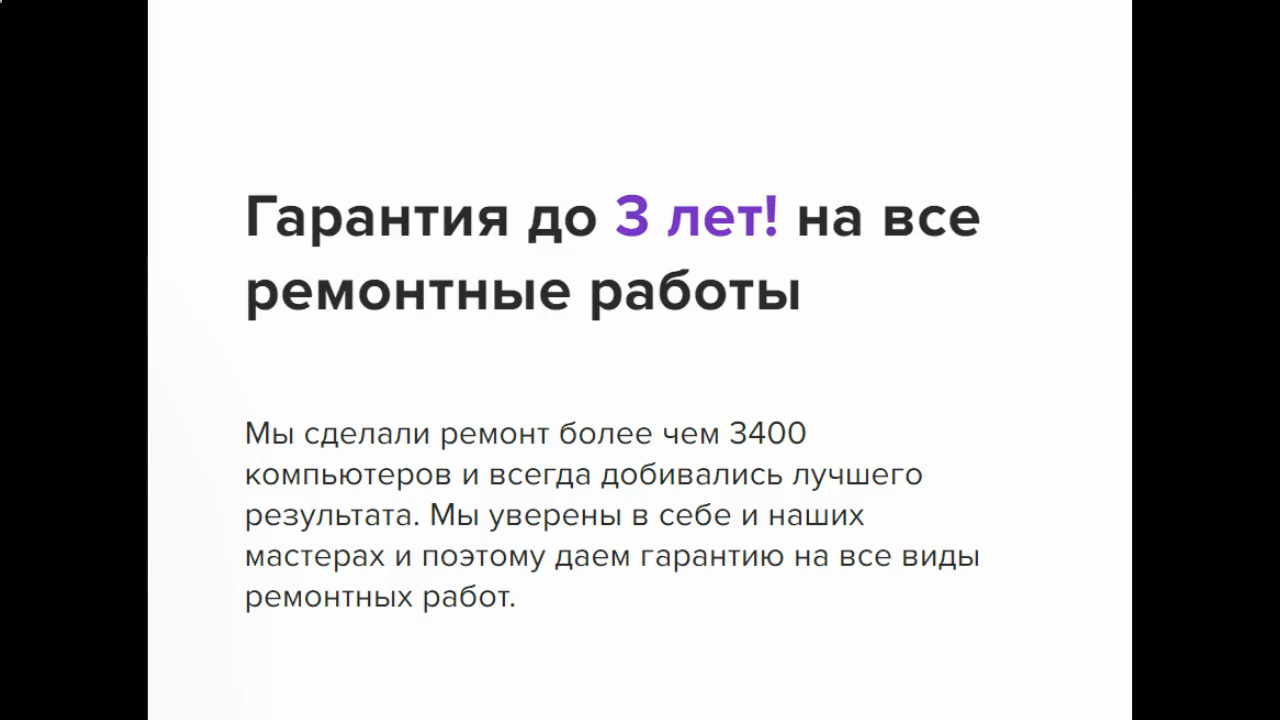 Гарантия до 3 лет! на все
ремонтные работы
Мы сделали ремонт более чем 3400
компьютеров и всегда добивались лучшего
результата. Мы уверены в себе и наших
мастерах и поэтому даем гарантию на все виды
ремонтных работ.